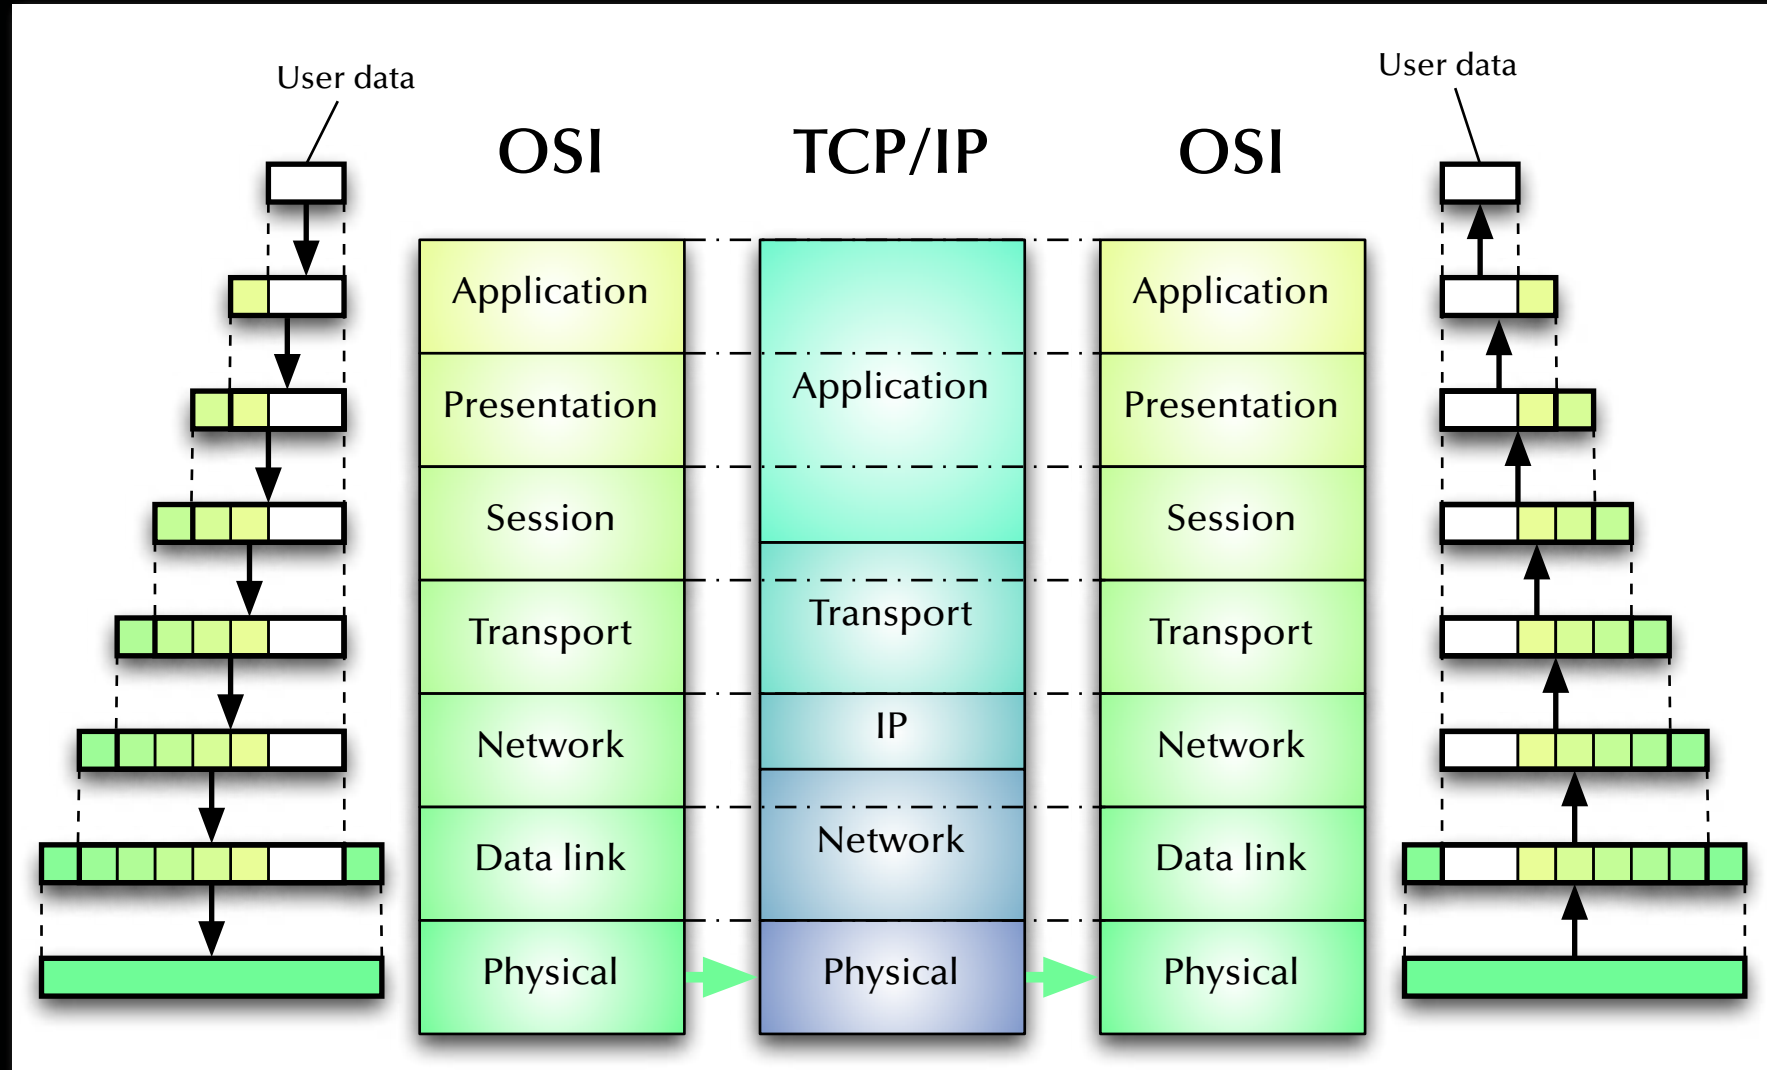 User data
User data
OSI
TCP/IP
OSI
Application
Presentation
Session
Transport
Network
Data link
Physical
Application
Transport
IP
Network
Physical
Application
Presentation
Session
Transport
Network
Data link
Physical